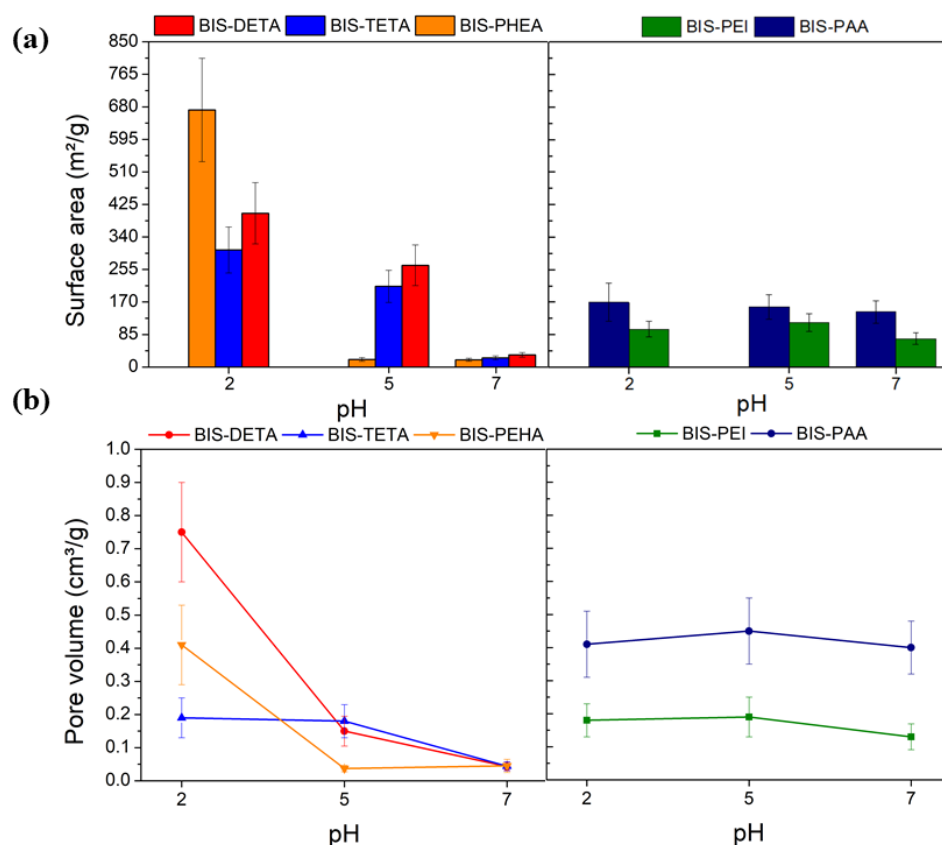 (a)
BIS-DETA BIS-TETA BIS-PHEA
BIS-PEI BIS-PAA
Surface area (m²/g)
850
765
680
595
510
425
340
255
170
85
0
2 5 7
2 5 7
pH
pH
(b)
BIS-DETA BIS-TETA BIS-PEHA
BIS-PEI BIS-PAA
Pore volume (cm³/g)
1.0
0.9
0.8
0.7
0.6
0.5
0.4
0.3
0.2
0.1
0.0
2 5 7
2 5 7
pH
pH